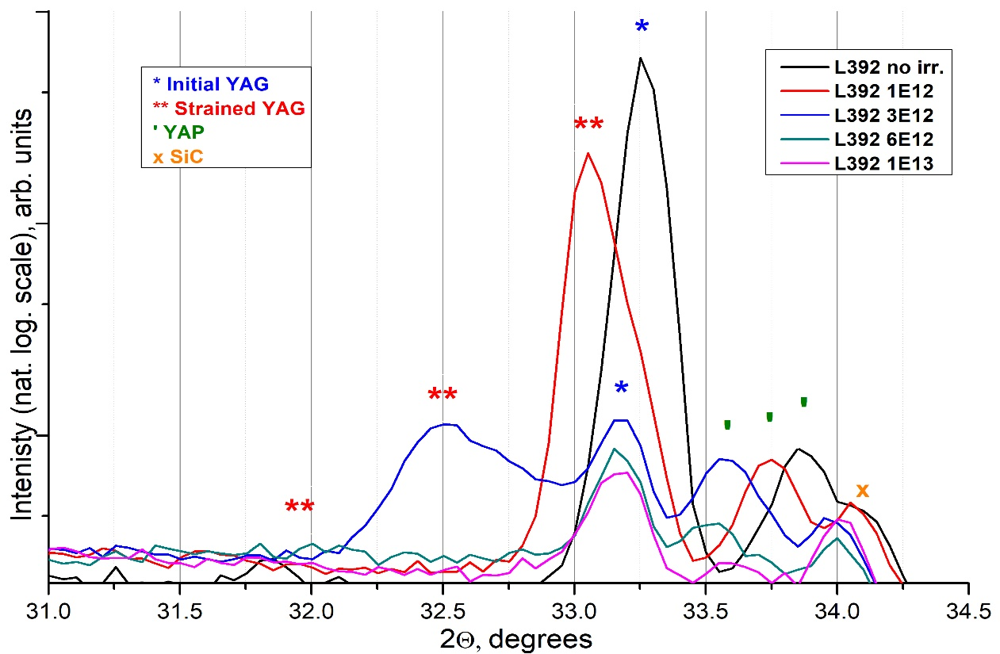 *
* Initial YAG
** Strained YAG
' YAP
x SiC
L392 no irr.
L392 1E12
L392 3E12
L392 6E12
L392 1E13
**
*
**
'
'
'
**
x
Intenisty (nat. log. scale), arb. units
31.0 31.5 32.0 32.5 33.0 33.5 34.0 34.5
2Θ, degrees